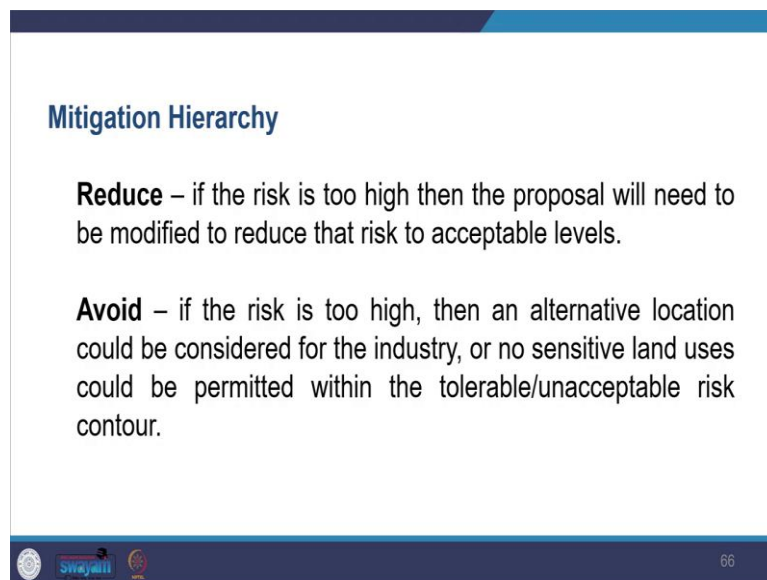 Mitigation Hierarchy
Reduce – if the risk is too high then the proposal will need to
be modified to reduce that risk to acceptable levels.
Avoid – if the risk is too high, then an alternative location
could be considered for the industry, or no sensitive land uses
could be permitted within the tolerable/unacceptable risk
contour.
swayam
66